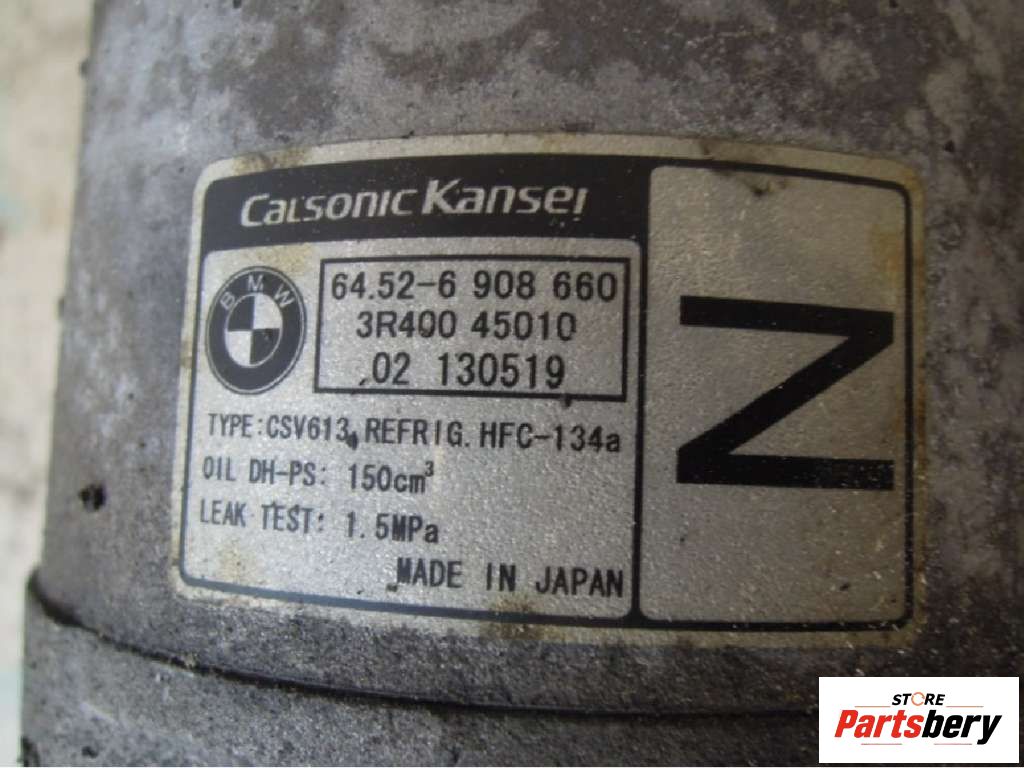 Calsonic Kansei
BMW
64.52-6 908 660
3R400 45010
02 130519
TYPE:CSV613 REFRIG. HFC-134a
OIL DH-PS: 150cm³
LEAK TEST: 1.5MPa
MADE IN JAPAN
Z
STORE
Partsbery